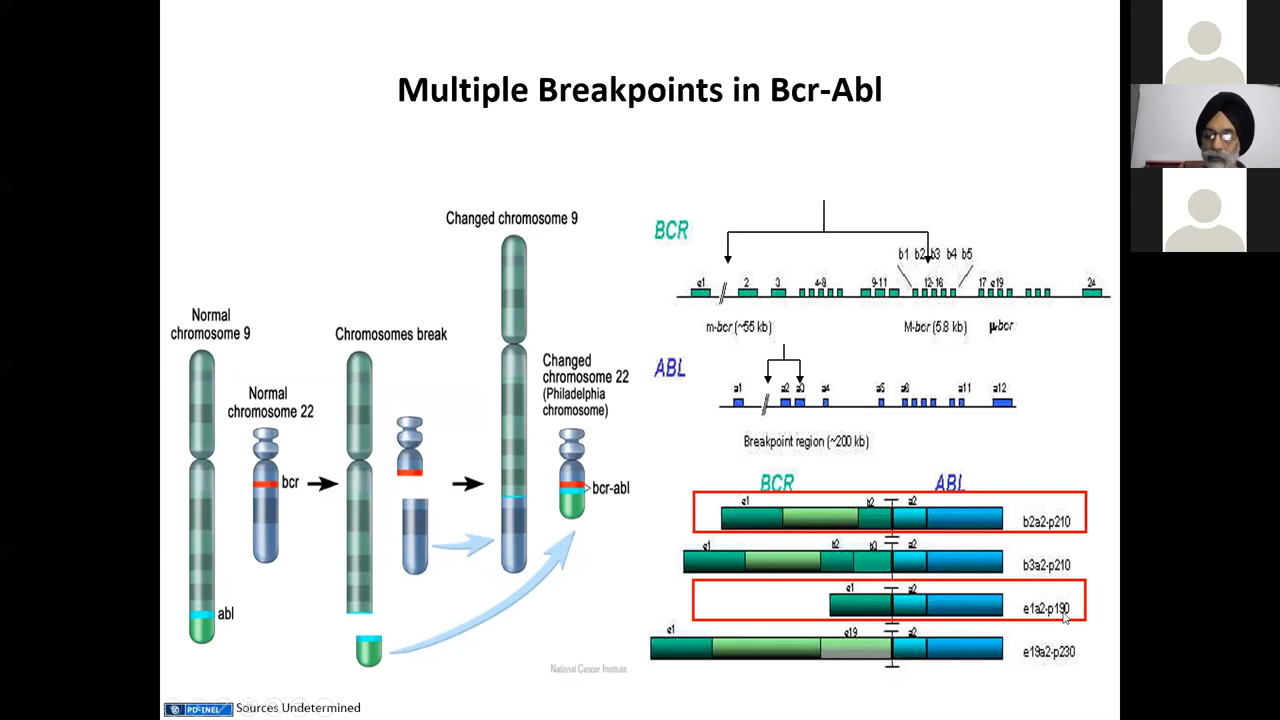 Multiple Breakpoints in Bcr-Abl
Changed chromosome 9
Normal
chromosome 9
Chromosomes break
Normal
chromosome 22
Changed
chromosome 22
(Philadelphia
chromosome)
bcr
bcr-abl
abl
National Cancer Institute
BCR
b1 b2 b3 b4 b5
e1 2 3 4-8 9-11 12-16 17 e19 24
m-bcr (~55 kb) M-bcr (5.8 kb) µ-bcr
ABL
a1 a2 a3 a4 a5 a6 a11 a12
Breakpoint region (~200 kb)
BCR ABL
e1 b2 a2
b2a2-p210
e1 b2 b3 a2
b3a2-p210
e1 a2
e1a2-p190
e1 e19 a2
e19a2-p230
PD-INEL Sources Undetermined